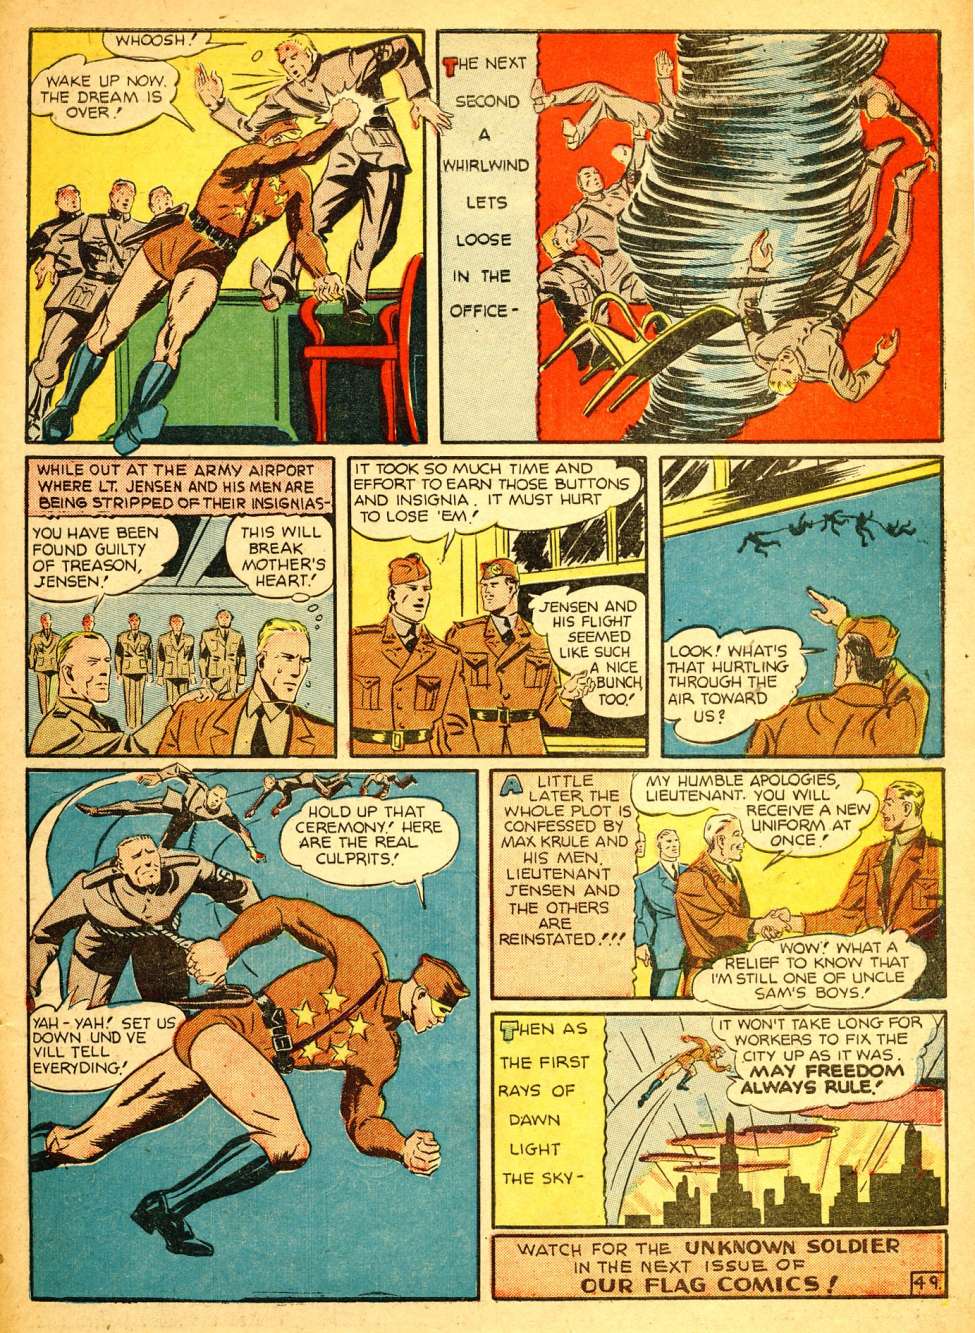 WHOOSH!
WAKE UP NOW.
THE DREAM IS
OVER!
THE NEXT
SECOND
A
WHIRLWIND
LETS
LOOSE
IN THE
OFFICE-
WHILE OUT AT THE ARMY AIRPORT
WHERE LT. JENSEN AND HIS MEN ARE
BEING STRIPPED OF THEIR INSIGNIAS-
YOU HAVE BEEN
FOUND GUILTY
OF TREASON,
JENSEN!
THIS WILL
BREAK
MOTHER'S
HEART!
IT TOOK SO MUCH TIME AND
EFFORT TO EARN THOSE BUTTONS
AND INSIGNIA. IT MUST HURT
TO LOSE 'EM!
JENSEN AND
HIS FLIGHT
SEEMED
LIKE SUCH
A NICE
BUNCH,
TOO!
LOOK! WHAT'S
THAT HURTLING
THROUGH THE
AIR TOWARD
US?
HOLD UP THAT
CEREMONY! HERE
ARE THE REAL
CULPRITS!
YAH-YAH! SET US
DOWN UND VE
VILL TELL
EVERYDING!
A LITTLE
LATER THE
WHOLE PLOT IS
CONFESSED BY
MAX KRULE AND
HIS MEN.
LIEUTENANT
JENSEN AND
THE OTHERS
ARE
REINSTATED!!!
MY HUMBLE APOLOGIES,
LIEUTENANT. YOU WILL
RECEIVE A NEW
UNIFORM AT
ONCE!
WOW! WHAT A
RELIEF TO KNOW THAT
I'M STILL ONE OF UNCLE
SAM'S BOYS!
THEN AS
THE FIRST
RAYS OF
DAWN
LIGHT
THE SKY-
IT WON'T TAKE LONG FOR
WORKERS TO FIX THE
CITY UP AS IT WAS.
MAY FREEDOM
ALWAYS RULE!
WATCH FOR THE UNKNOWN SOLDIER
IN THE NEXT ISSUE OF
OUR FLAG COMICS!
49